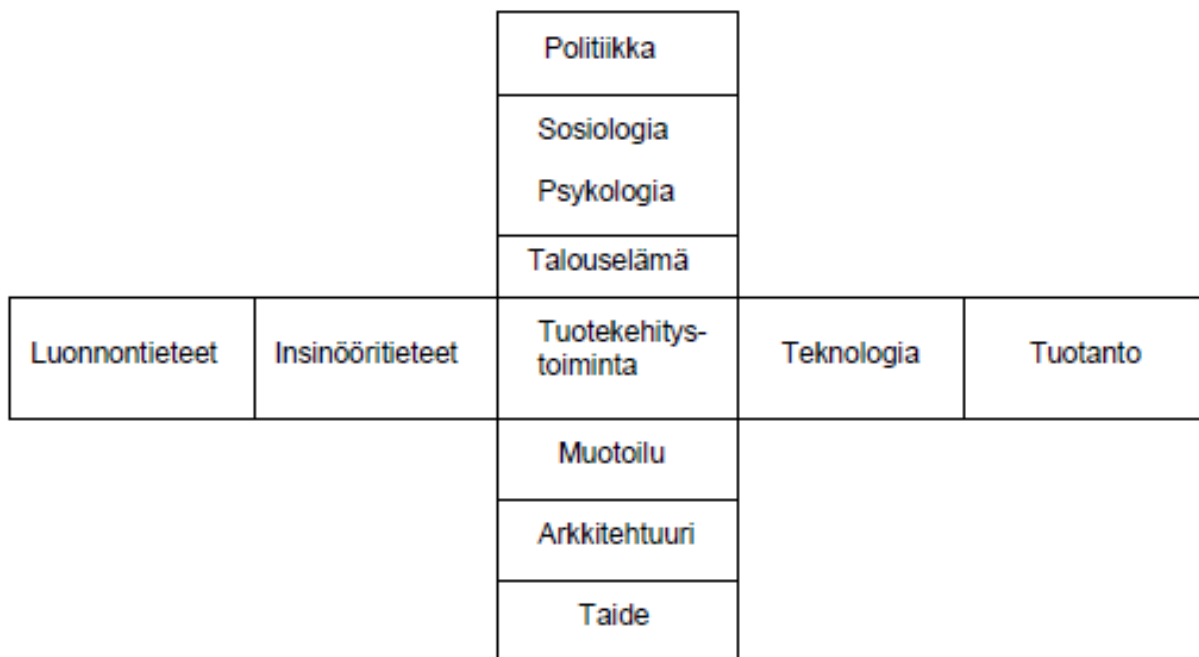 Politiikka
Sosiologia
Psykologia
Talouselämä
Luonnontieteet Insinööritieteet Tuotekehitys-
toiminta Teknologia Tuotanto
Muotoilu
Arkkitehtuuri
Taide